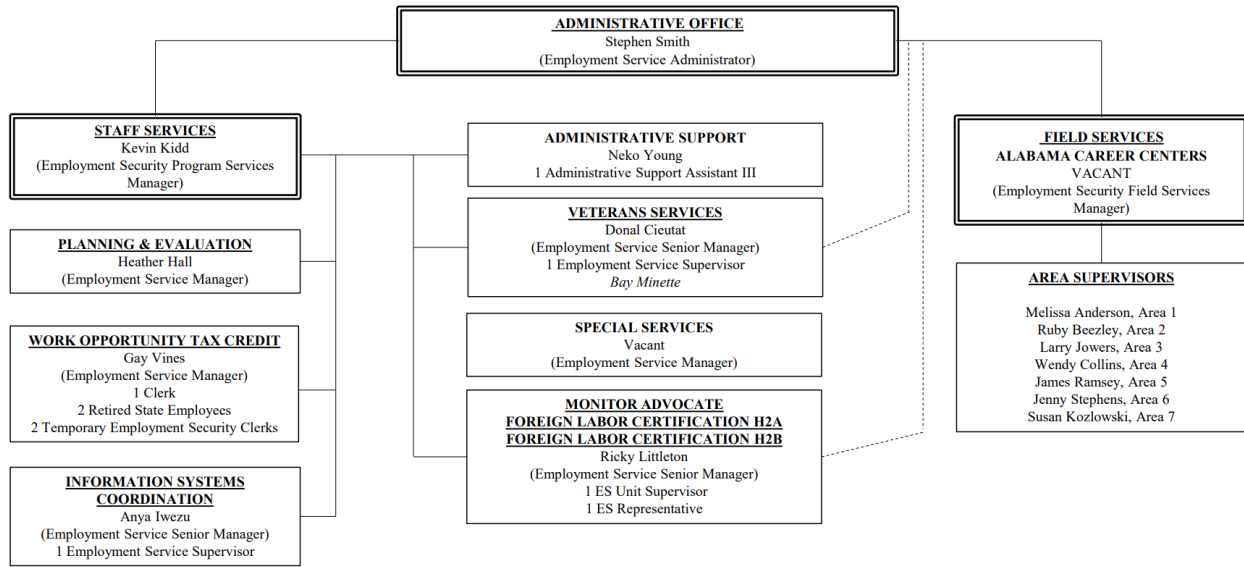 ADMINISTRATIVE OFFICE
Stephen Smith
(Employment Service Administrator)
STAFF SERVICES
Kevin Kidd
(Employment Security Program Services
Manager)
ADMINISTRATIVE SUPPORT
Neko Young
1 Administrative Support Assistant III
FIELD SERVICES
ALABAMA CAREER CENTERS
VACANT
(Employment Security Field Services
Manager)
PLANNING & EVALUATION
Heather Hall
(Employment Service Manager)
VETERANS SERVICES
Donal Cieutat
(Employment Service Senior Manager)
1 Employment Service Supervisor
Bay Minette
AREA SUPERVISORS
Melissa Anderson, Area 1
Ruby Beezley, Area 2
Larry Jowers, Area 3
Wendy Collins, Area 4
James Ramsey, Area 5
Jenny Stephens, Area 6
Susan Kozlowski, Area 7
WORK OPPORTUNITY TAX CREDIT
Gay Vines
(Employment Service Manager)
1 Clerk
2 Retired State Employees
2 Temporary Employment Security Clerks
SPECIAL SERVICES
Vacant
(Employment Service Manager)
MONITOR ADVOCATE
FOREIGN LABOR CERTIFICATION H2A
FOREIGN LABOR CERTIFICATION H2B
Ricky Littleton
(Employment Service Senior Manager)
1 ES Unit Supervisor
1 ES Representative
INFORMATION SYSTEMS
COORDINATION
Anya Iwezu
(Employment Service Senior Manager)
1 Employment Service Supervisor